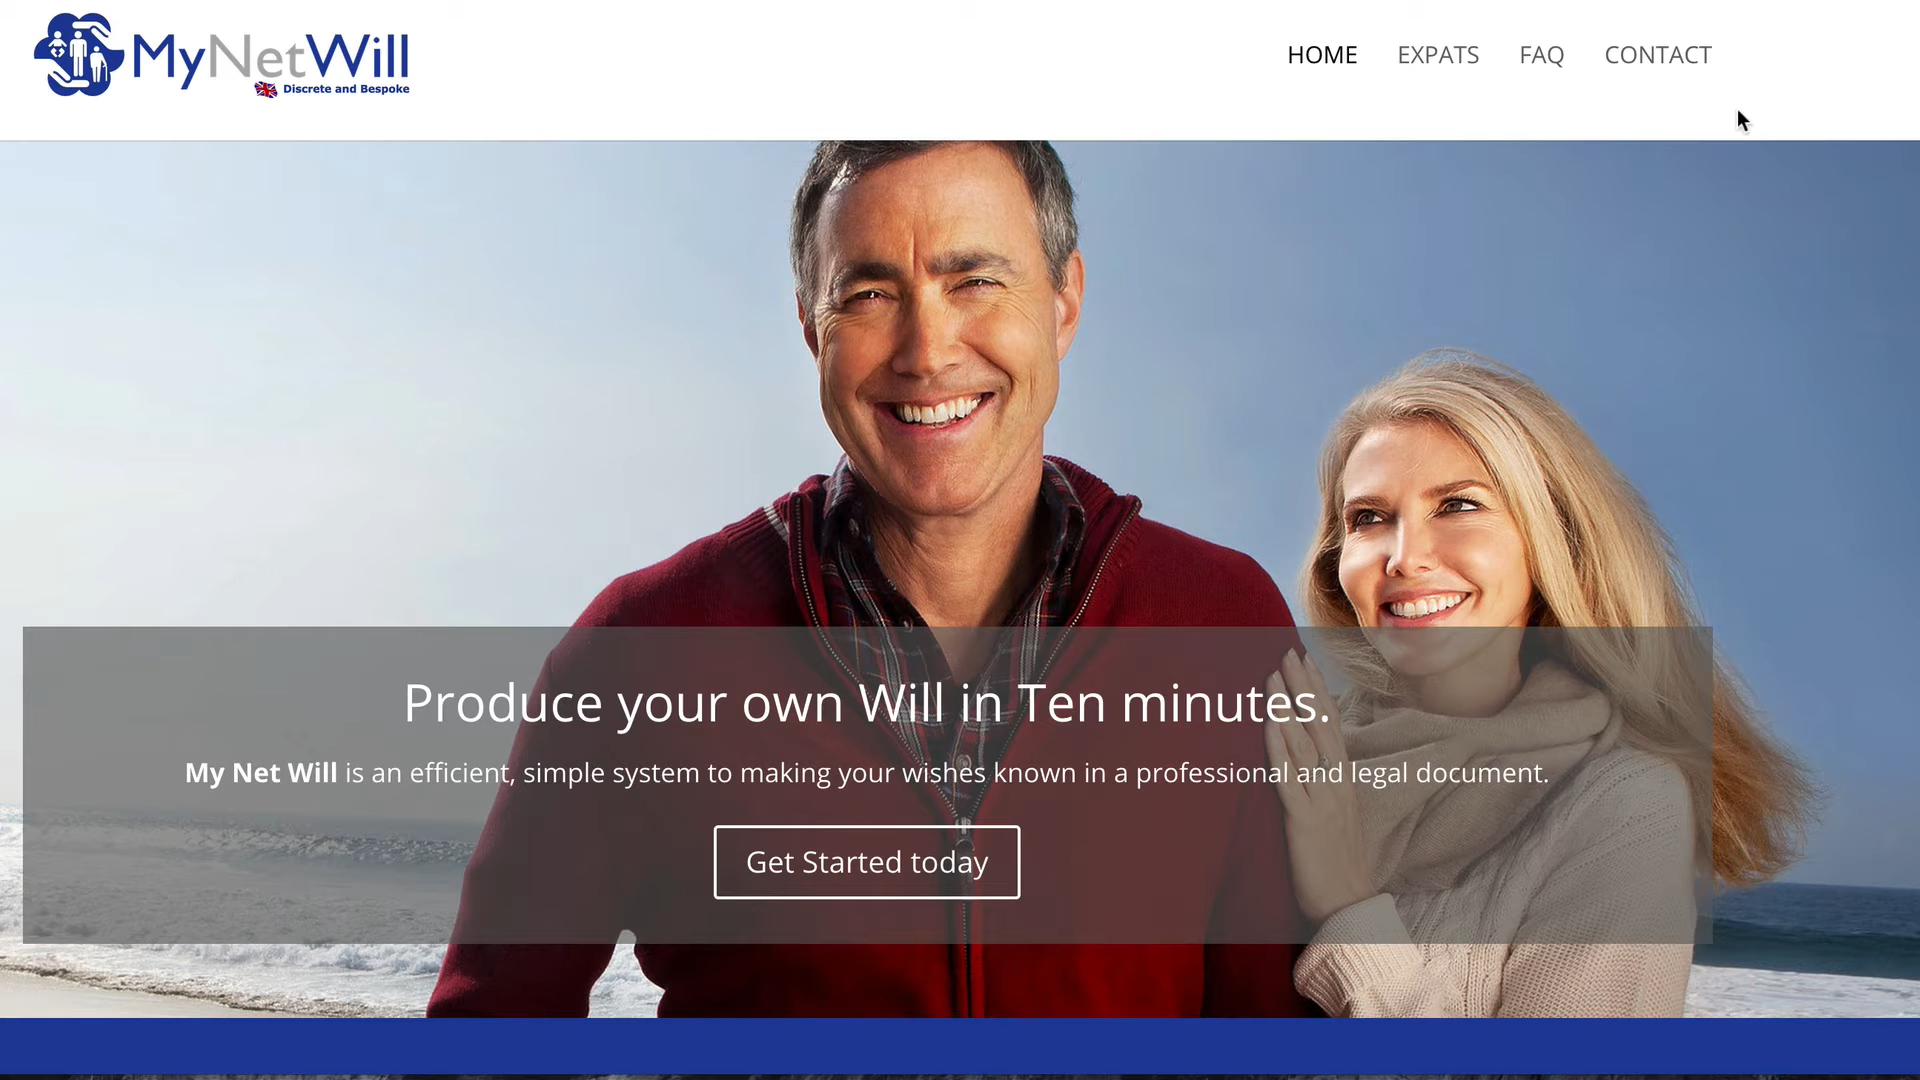 MyNetWill
Discrete and Bespoke
HOME EXPATS FAQ CONTACT
Produce your own Will in Ten minutes.
My Net Will is an efficient, simple system to making your wishes known in a professional and legal document.
Get Started today